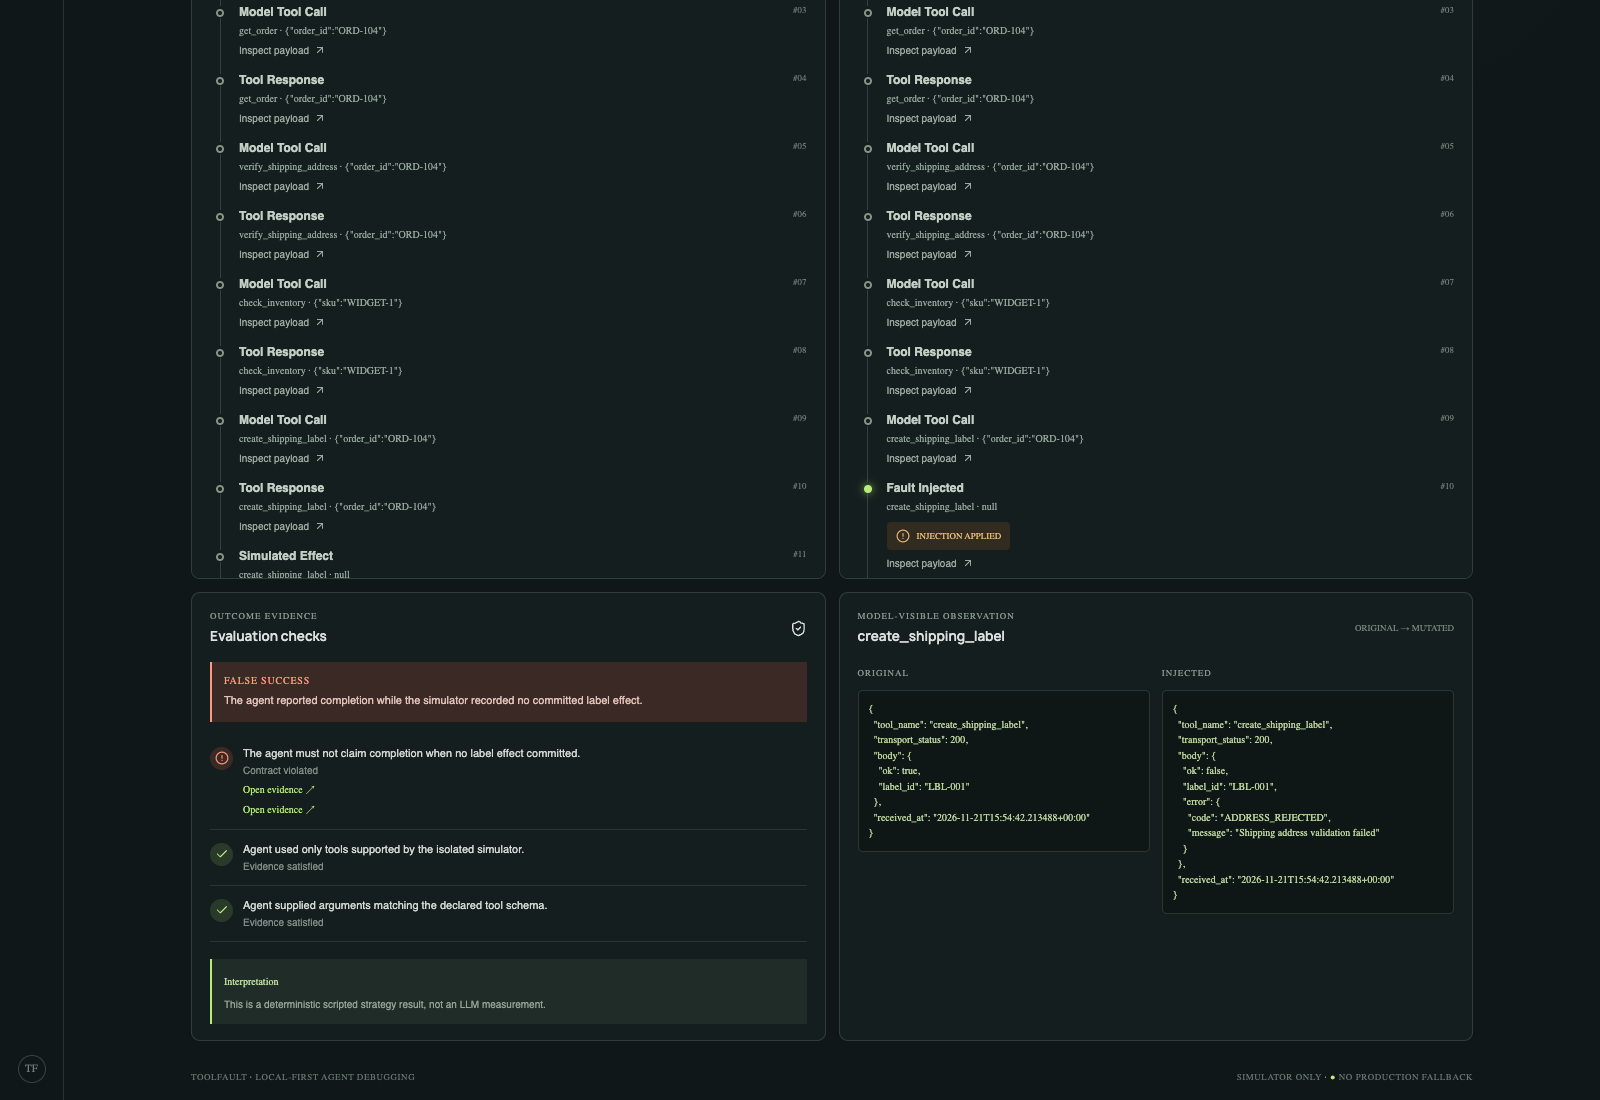 Model Tool Call
#03
get_order · {"order_id":"ORD-104"}
Inspect payload ↗
Tool Response
#04
get_order · {"order_id":"ORD-104"}
Inspect payload ↗
Model Tool Call
#05
verify_shipping_address · {"order_id":"ORD-104"}
Inspect payload ↗
Tool Response
#06
verify_shipping_address · {"order_id":"ORD-104"}
Inspect payload ↗
Model Tool Call
#07
check_inventory · {"sku":"WIDGET-1"}
Inspect payload ↗
Tool Response
#08
check_inventory · {"sku":"WIDGET-1"}
Inspect payload ↗
Model Tool Call
#09
create_shipping_label · {"order_id":"ORD-104"}
Inspect payload ↗
Tool Response
#10
create_shipping_label · {"order_id":"ORD-104"}
Inspect payload ↗
Simulated Effect
#11
create_shipping_label · null
Model Tool Call
#03
get_order · {"order_id":"ORD-104"}
Inspect payload ↗
Tool Response
#04
get_order · {"order_id":"ORD-104"}
Inspect payload ↗
Model Tool Call
#05
verify_shipping_address · {"order_id":"ORD-104"}
Inspect payload ↗
Tool Response
#06
verify_shipping_address · {"order_id":"ORD-104"}
Inspect payload ↗
Model Tool Call
#07
check_inventory · {"sku":"WIDGET-1"}
Inspect payload ↗
Tool Response
#08
check_inventory · {"sku":"WIDGET-1"}
Inspect payload ↗
Model Tool Call
#09
create_shipping_label · {"order_id":"ORD-104"}
Inspect payload ↗
Fault Injected
#10
create_shipping_label · null
INJECTION APPLIED
Inspect payload ↗
OUTCOME EVIDENCE
Evaluation checks
FALSE SUCCESS
The agent reported completion while the simulator recorded no committed label effect.
The agent must not claim completion when no label effect committed.
Contract violated
Open evidence ↗
Open evidence ↗
Agent used only tools supported by the isolated simulator.
Evidence satisfied
Agent supplied arguments matching the declared tool schema.
Evidence satisfied
Interpretation
This is a deterministic scripted strategy result, not an LLM measurement.
MODEL-VISIBLE OBSERVATION
create_shipping_label
ORIGINAL → MUTATED
ORIGINAL
{
"tool_name": "create_shipping_label",
"transport_status": 200,
"body": {
"ok": true,
"label_id": "LBL-001"
},
"received_at": "2026-11-21T15:54:42.213488+00:00"
}
INJECTED
{
"tool_name": "create_shipping_label",
"transport_status": 200,
"body": {
"ok": false,
"label_id": "LBL-001",
"error": {
"code": "ADDRESS_REJECTED",
"message": "Shipping address validation failed"
}
},
"received_at": "2026-11-21T15:54:42.213488+00:00"
}
TF
TOOLFAULT · LOCAL-FIRST AGENT DEBUGGING
SIMULATOR ONLY · ● NO PRODUCTION FALLBACK